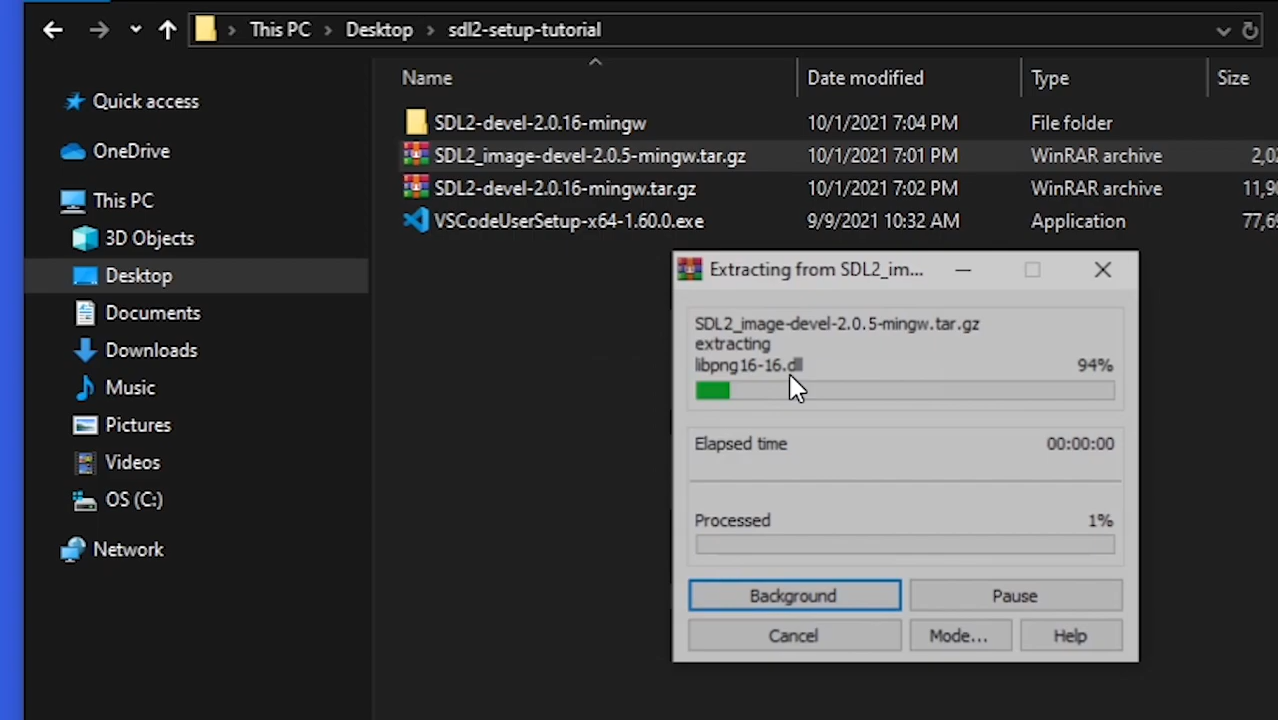 This PC > Desktop > sdl2-setup-tutorial
Name Date modified Type Size
Quick access
OneDrive
This PC
3D Objects
Desktop
Documents
Downloads
Music
Pictures
Videos
OS (C:)
Network
SDL2-devel-2.0.16-mingw 10/1/2021 7:04 PM File folder
SDL2_image-devel-2.0.5-mingw.tar.gz 10/1/2021 7:01 PM WinRAR archive
SDL2-devel-2.0.16-mingw.tar.gz 10/1/2021 7:02 PM WinRAR archive
VSCodeUserSetup-x64-1.60.0.exe 9/9/2021 10:32 AM Application
Extracting from SDL2_im...
SDL2_image-devel-2.0.5-mingw.tar.gz
extracting
libpng16-16.dll 94%
Elapsed time 00:00:00
Processed 1%
Background Pause
Cancel Mode... Help